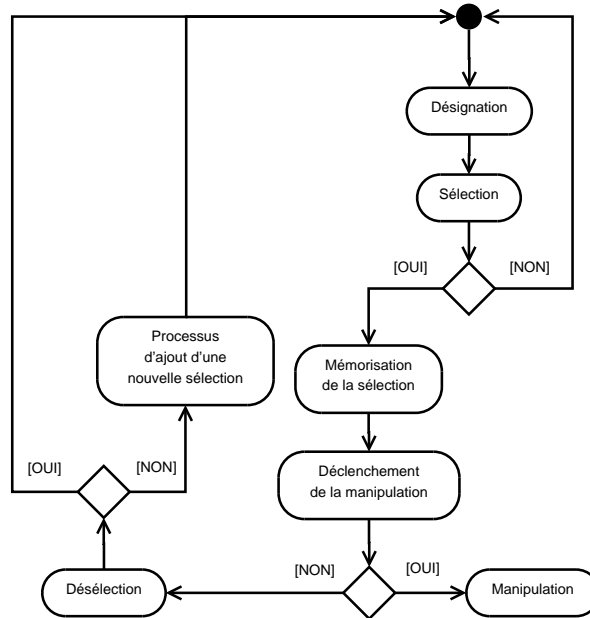 Désignation
Sélection
[OUI]
[NON]
Processus
d'ajout d'une
nouvelle sélection
Mémorisation
de la sélection
[OUI]
[NON]
Déclenchement
de la manipulation
[NON]
[OUI]
Désélection
Manipulation